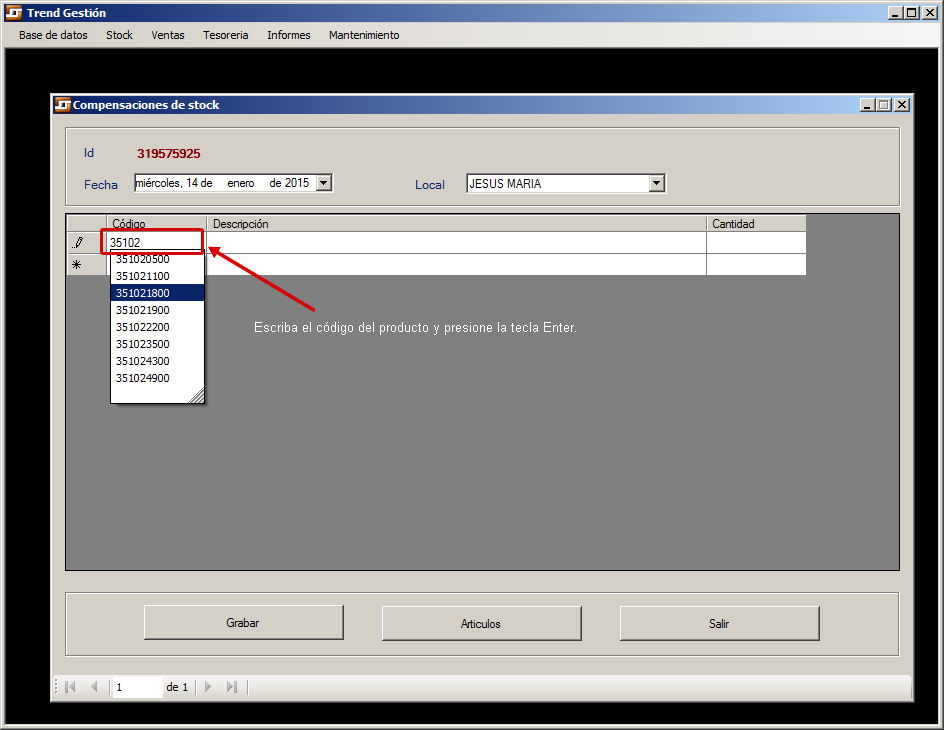 Trend Gestión
Base de datos Stock Ventas Tesoreria Informes Mantenimiento
Compensaciones de stock
Id 319575925
Fecha miércoles, 14 de enero de 2015 Local JESUS MARIA
Código Descripción Cantidad
35102
351020500
351021100
351021800
351021900
351022200
351023500
351024300
351024900
Escriba el código del producto y presione la tecla Enter.
Grabar Articulos Salir
1 de 1